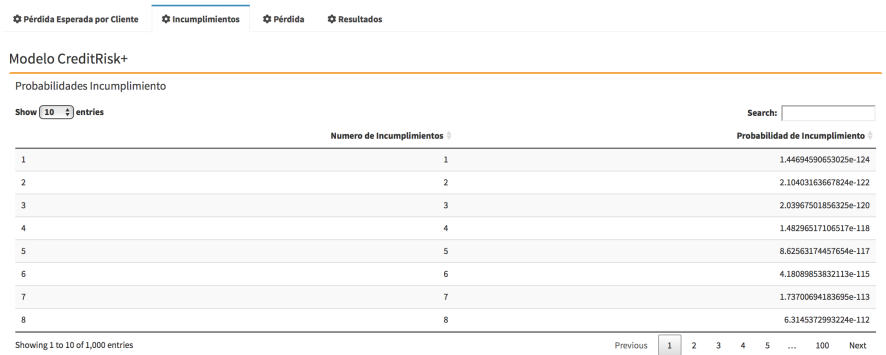 Pérdida Esperada por Cliente Incumplimientos Pérdida Resultados
Modelo CreditRisk+
Probabilidades Incumplimiento
Show 10 entries Search:
Numero de Incumplimientos Probabilidad de Incumplimiento
1 1 1.44694590653025e-124
2 2 2.10403163667824e-122
3 3 2.03967501856325e-120
4 4 1.48296517106517e-118
5 5 8.62563174457654e-117
6 6 4.18089853832113e-115
7 7 1.73700694183695e-113
8 8 6.3145372993224e-112
Showing 1 to 10 of 1,000 entries Previous 1 2 3 4 5 ... 100 Next